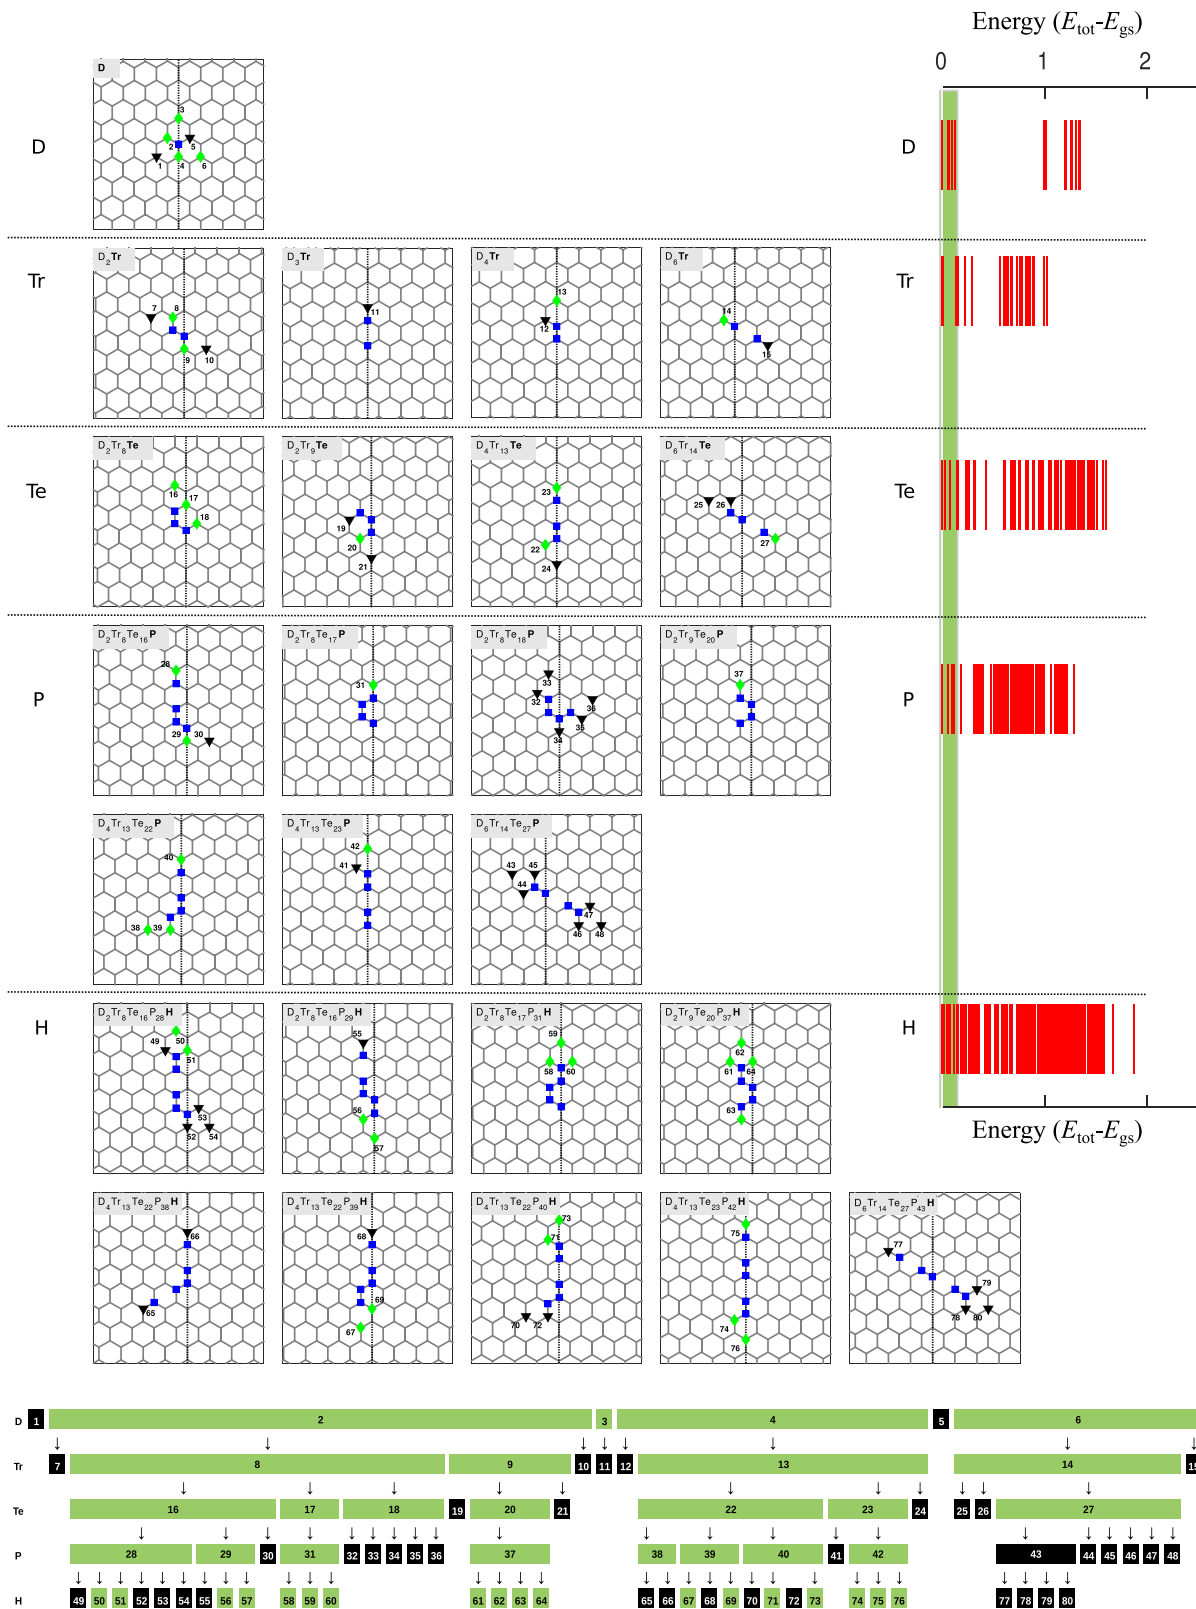 Energy (E_tot-E_gs)
0 1 2
D
3
2 5
1 4 6
D
D
D2Tr D3Tr D4Tr D6Tr
Tr
7 8 9 10
11
12 13
14 15
Tr
D2Tr8Te D2Tr9Te D4Tr13Te D6Tr14Te
Te
16 17 18
19 20 21
22 23 24
25 26 27
Te
D2Tr8Te16P D2Tr8Te17P D2Tr8Te18P D2Tr9Te20P
P
28 29 30
31
32 33 34 35 36
37
P
D4Tr13Te22P D4Tr13Te23P D6Tr14Te27P
38 39 40
41 42
43 44 45 46 47 48
D2Tr8Te16P28H D2Tr8Te16P29H D2Tr8Te17P31H D2Tr9Te20P37H
H
49 50 51 52 53 54
55 56 57
58 59 60
61 62 63 64
H
Energy (E_tot-E_gs)
D4Tr13Te22P38H D4Tr13Te22P39H D4Tr13Te22P40H D4Tr13Te23P42H D6Tr14Te27P43H
65 66
67 68 69
70 71 72 73
74 75 76
77 78 79 80
D 1 2 3 4 5 6
Tr 7 8 9 10 11 12 13 14 15
Te 16 17 18 19 20 21 22 23 24 25 26 27
P 28 29 30 31 32 33 34 35 36 37 38 39 40 41 42 43 44 45 46 47 48
H 49 50 51 52 53 54 55 56 57 58 59 60 61 62 63 64 65 66 67 68 69 70 71 72 73 74 75 76 77 78 79 80